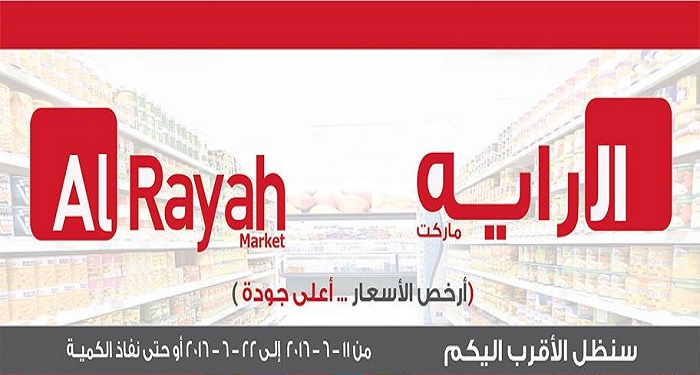 Al Rayah
Market
الرايه
ماركت
(أرخص الأسعار ... أعلى جودة )
سنظل الأقرب اليكم
من ١١ - ٦ - ٢٠١٦ إلى ٢٢ - ٦ - ٢٠١٦ أو حتى نفاذ الكمية